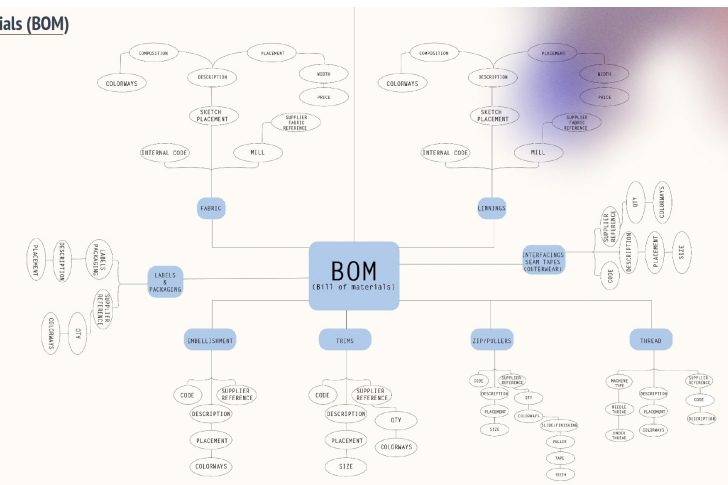 ials (BOM)
COMPOSITION
PLACEMENT
COLORWAYS
DESCRIPTION
WIDTH
PRICE
SKETCH
PLACEMENT
SUPPLIER
FABRIC
REFERENCE
INTERNAL CODE
MILL
FABRIC
COMPOSITION
PLACEMENT
COLORWAYS
DESCRIPTION
WIDTH
PRICE
SKETCH
PLACEMENT
SUPPLIER
FABRIC
REFERENCE
INTERNAL CODE
MILL
LINNINGS
BOM
(Bill of materials)
LABELS
&
PACKAGING
LABELS
PACKAGING
DESCRIPTION
PLACEMENT
SUPPLIER
REFERENCE
QTY
COLORWAYS
INTERFACINGS
SEAM TAPES
(OUTERWEAR)
SUPPLIER
REFERENCE
QTY
COLORWAYS
CODE
DESCRIPTION
PLACEMENT
SIZE
EMBELLISHMENT
CODE
SUPPLIER
REFERENCE
DESCRIPTION
PLACEMENT
COLORWAYS
TRIMS
CODE
SUPPLIER
REFERENCE
DESCRIPTION
QTY
PLACEMENT
COLORWAYS
SIZE
ZIP/PULLERS
CODE
SUPPLIER
REFERENCE
DESCRIPTION
QTY
PLACEMENT
COLORWAYS
SIZE
SLIDE/FINISHING
PULLER
TAPE
TEETH
THREAD
MACHINE
TYPE
SUPPLIER
REFERENCE
DESCRIPTION
CODE
PLACEMENT
DESCRIPTION
COLORWAYS
UNDER
THREAD